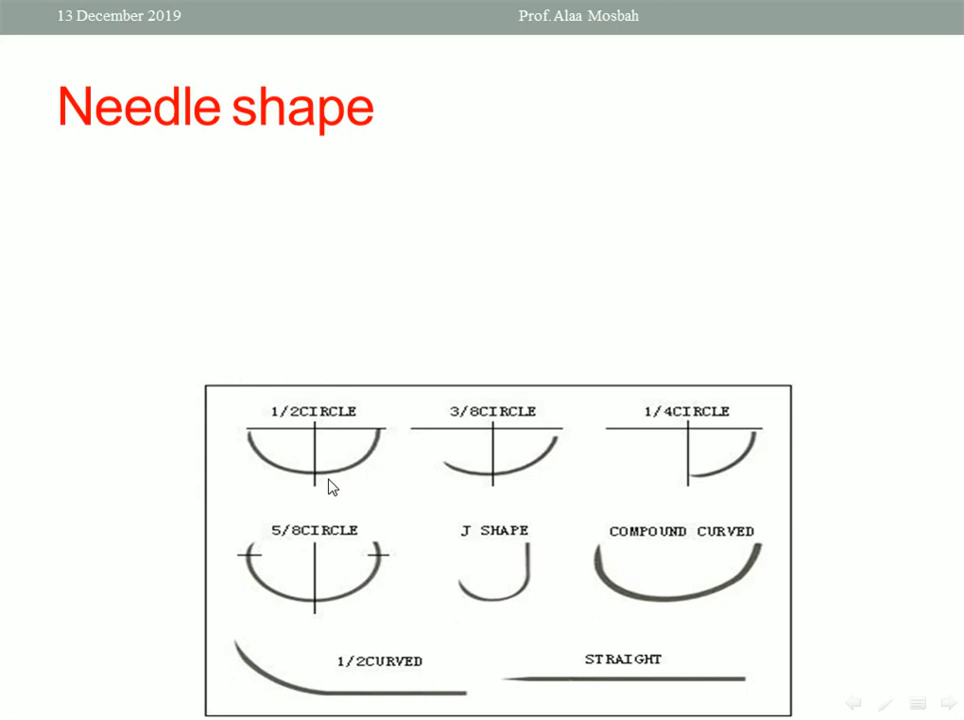 13 December 2019 Prof. Alaa Mosbah
Needle shape
1/2CIRCLE 3/8CIRCLE 1/4CIRCLE
5/8CIRCLE J SHAPE COMPOUND CURVED
1/2CURVED STRAIGHT